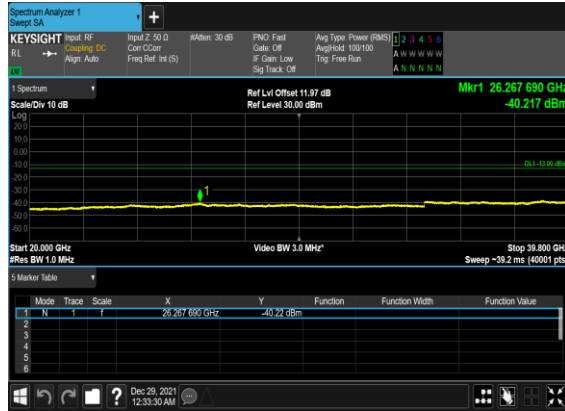 Spectrum Analyzer 1
Swept SA
+
KEYSIGHT
RL
Input: RF
Coupling: DC
Align: Auto
Input Z: 50 Ω
Corr CCorr
Freq Ref: Int (S)
#Atten: 30 dB
PNO: Fast
Gate: Off
IF Gain: Low
Sig Track: Off
Avg Type: Power (RMS)
Avg|Hold: 100/100
Trig: Free Run
1 2 3 4 5 6
A W W W W W
A N N N N N
1 Spectrum
Scale/Div 10 dB
Ref Lvl Offset 11.97 dB
Ref Level 30.00 dBm
Mkr1 26.267 690 GHz
-40.217 dBm
Log
20.0
10.0
0.00
-10.0
-20.0
-30.0
-40.0
-50.0
-60.0
DL1 -13.00 dBm
1
Start 20.000 GHz
#Res BW 1.0 MHz
Video BW 3.0 MHz*
Stop 39.800 GHz
Sweep ~39.2 ms (40001 pts)
5 Marker Table
Mode Trace Scale X Y Function Function Width Function Value
1 N 1 f 26.267 690 GHz -40.22 dBm
2
3
4
5
6
?
Dec 29, 2021
12:33:30 AM